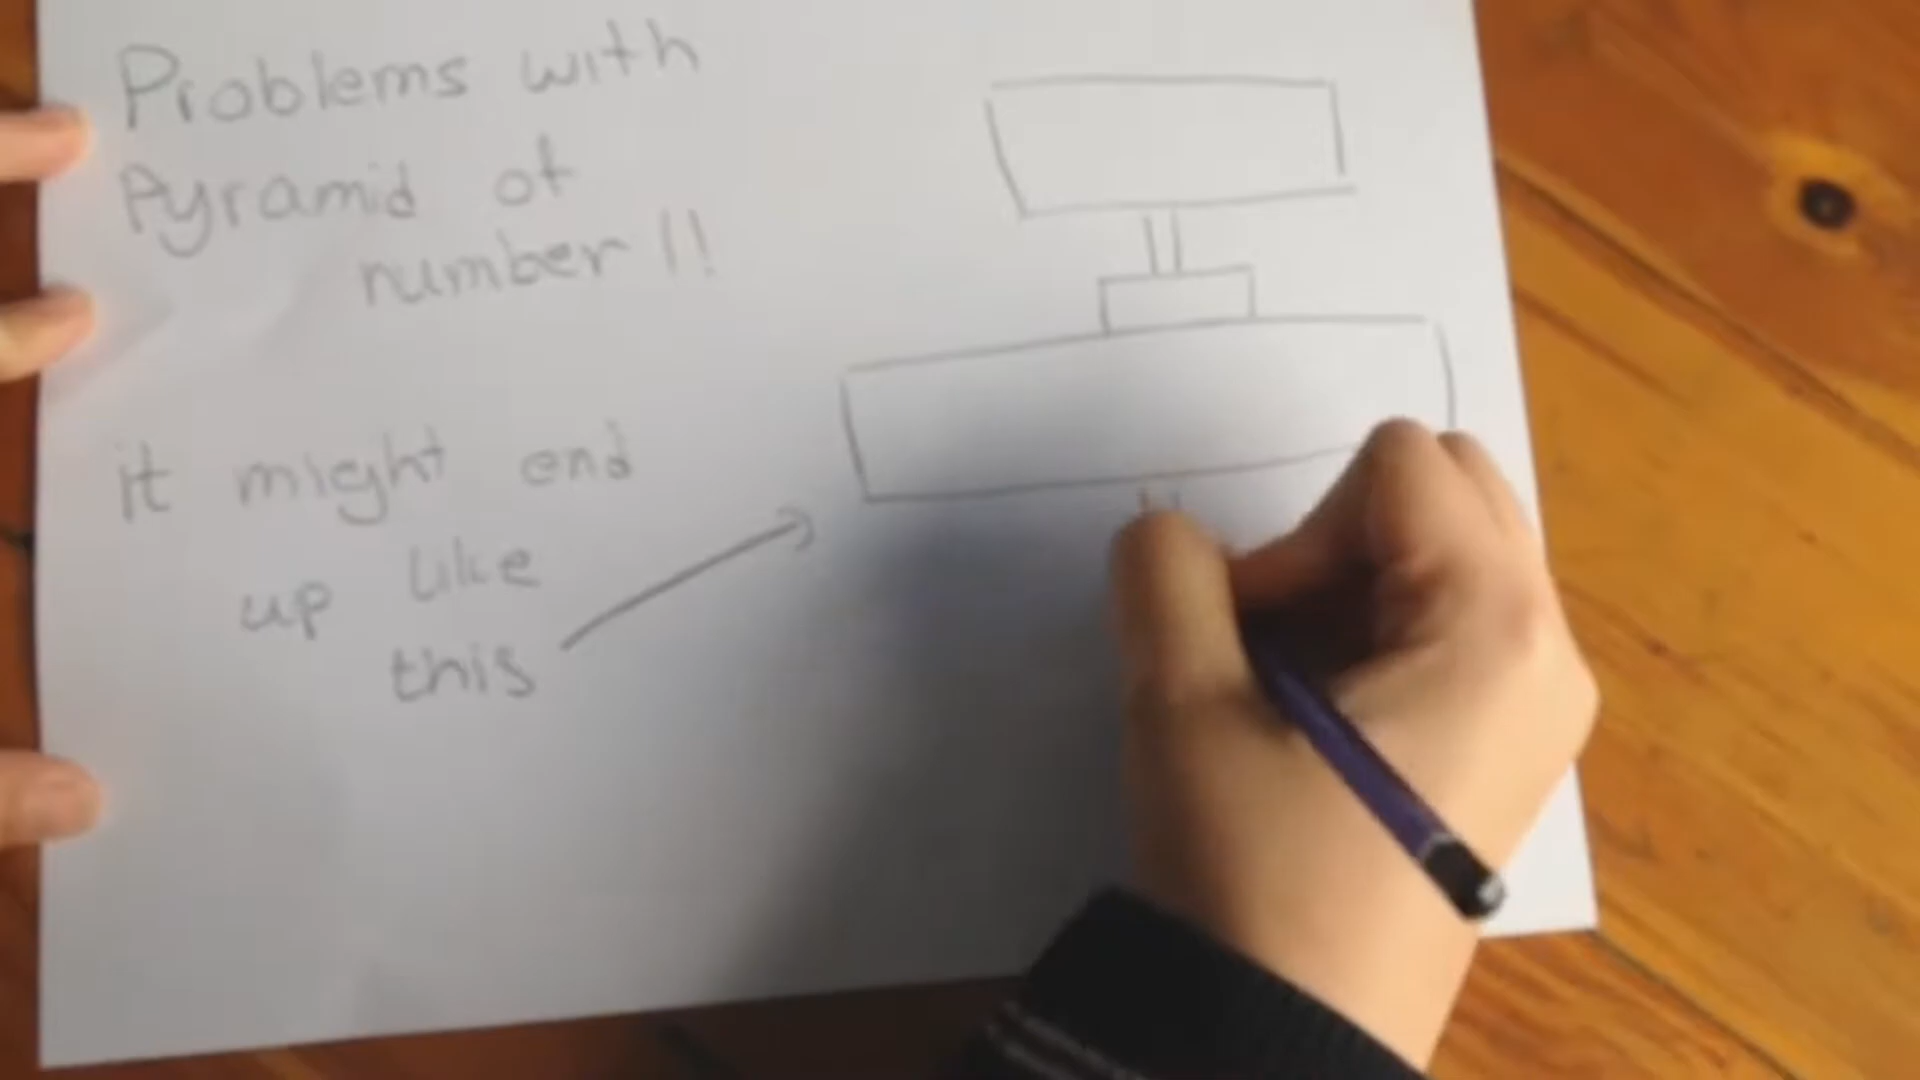 Problems with
Pyramid of
number!!
it might end
up like
this